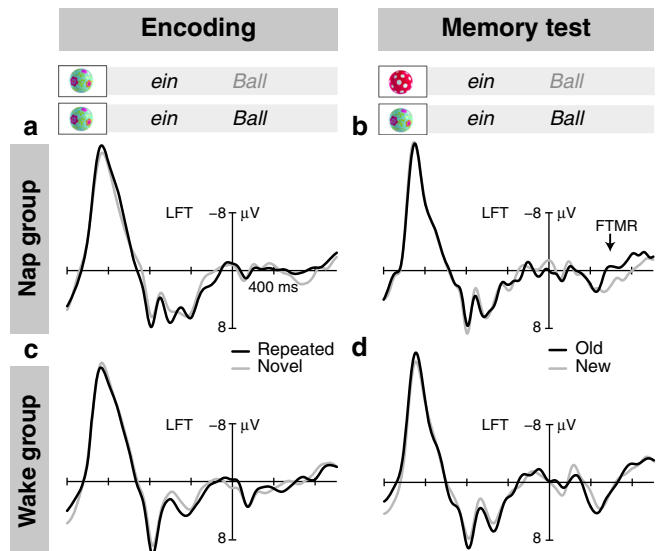 Encoding
Memory test
ein Ball
ein Ball
ein Ball
ein Ball
a
b
Nap group
LFT −8 μV
400 ms
8
LFT −8 μV
FTMR
8
c
Repeated
Novel
d
Old
New
Wake group
LFT −8 μV
8
LFT −8 μV
8